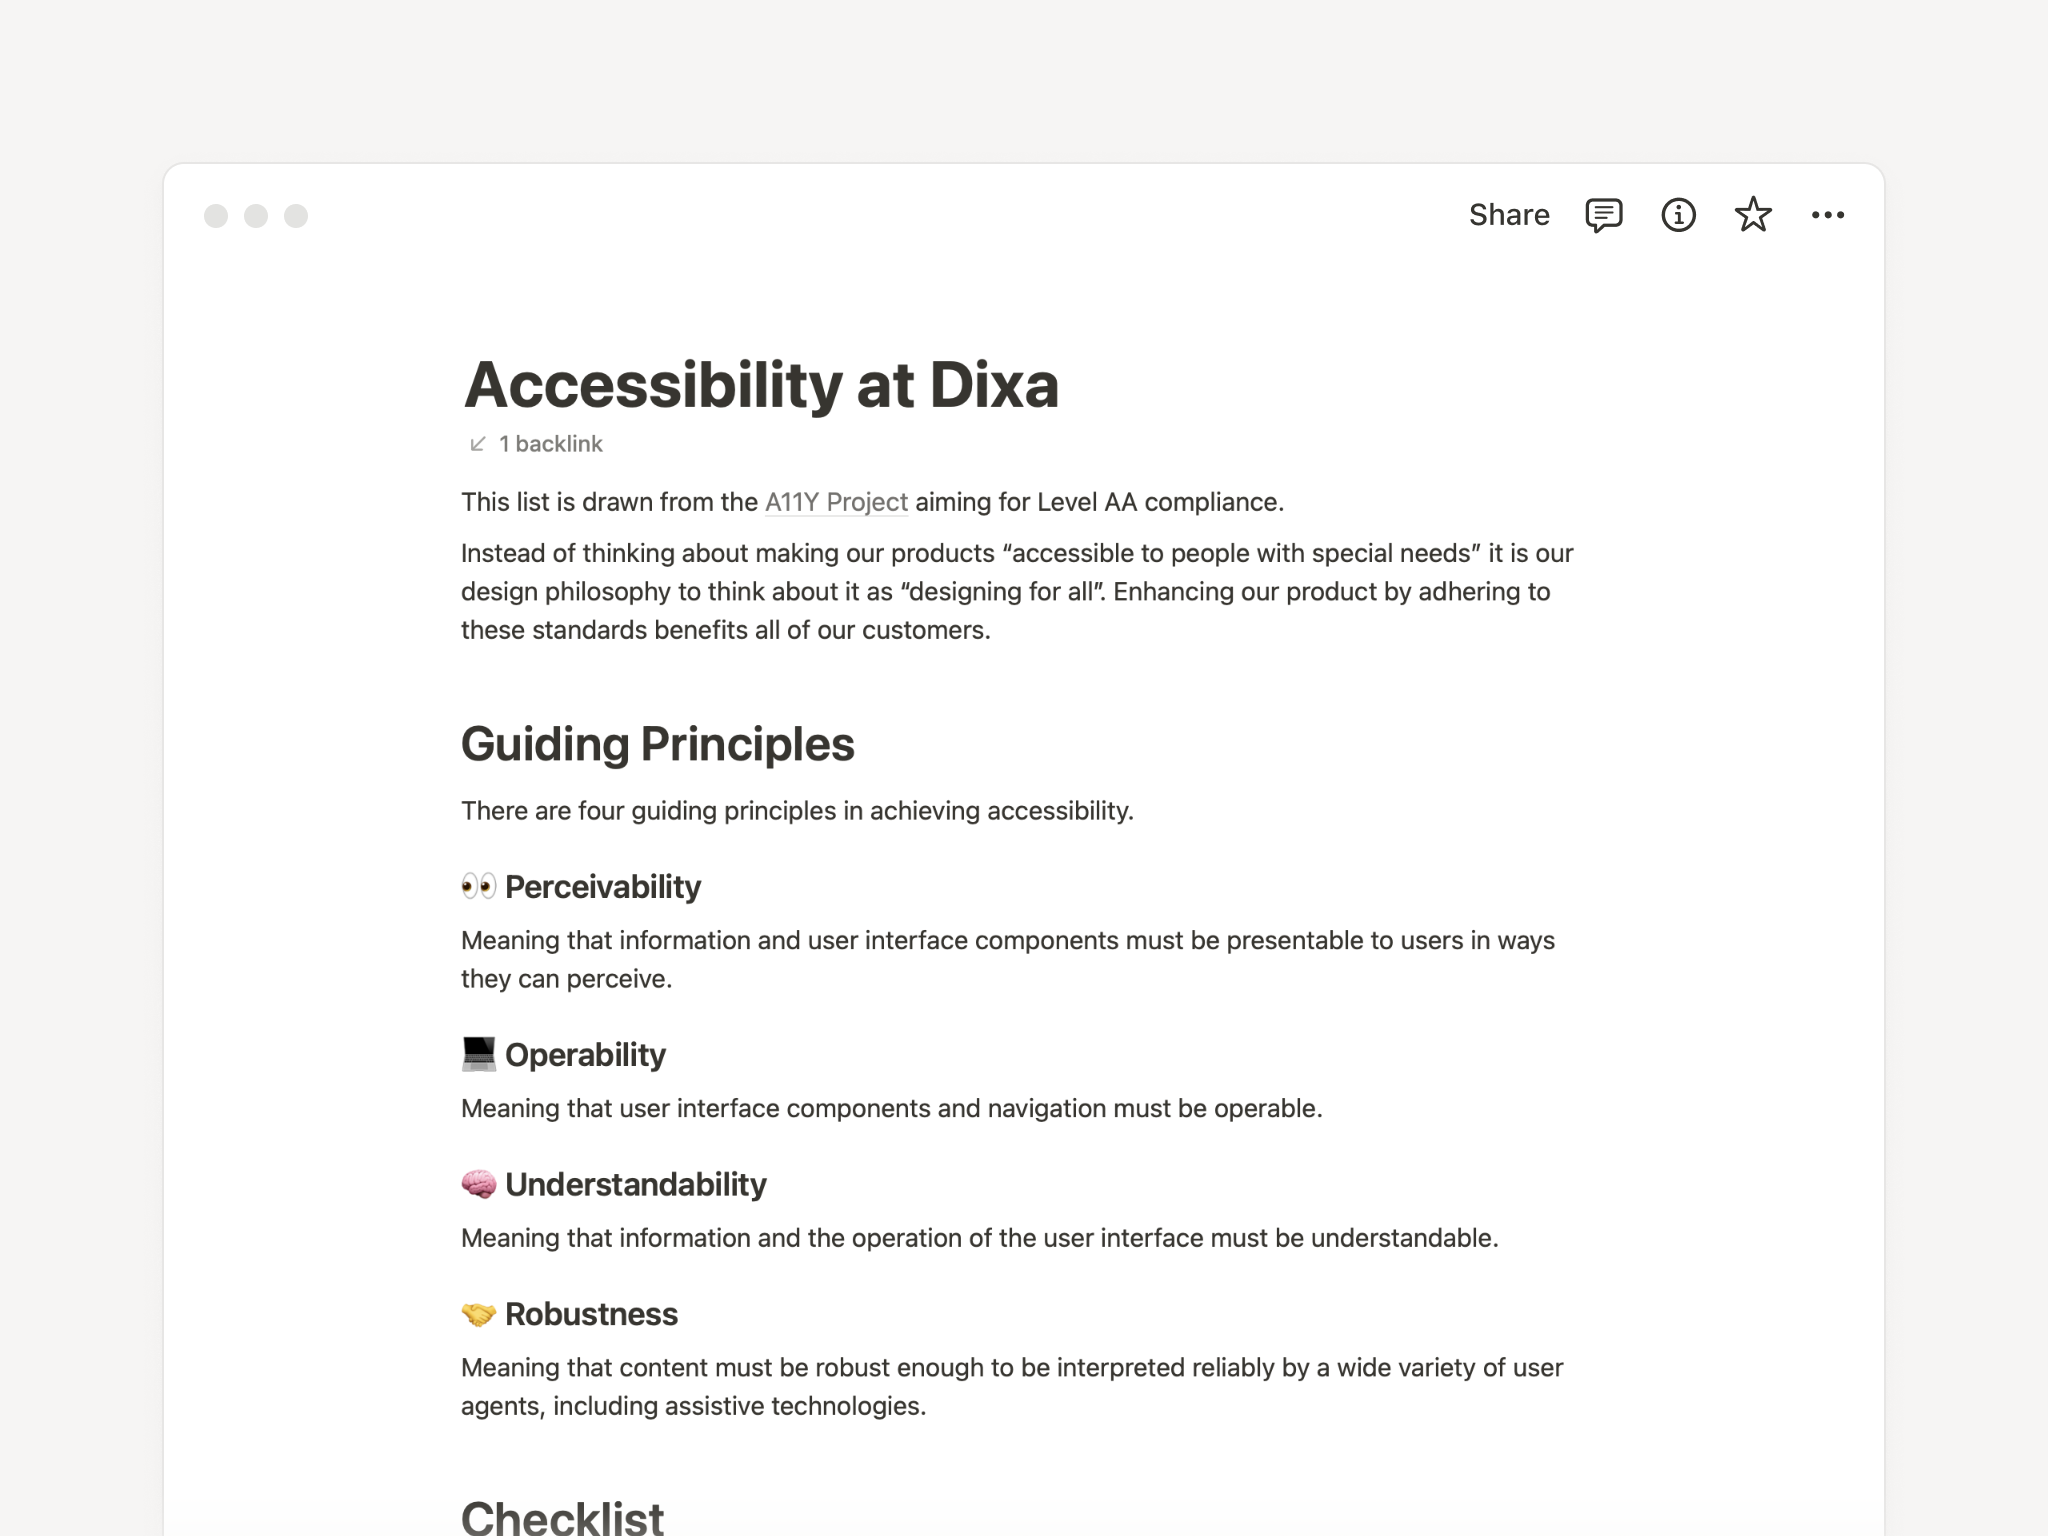 Share
Accessibility at Dixa
1 backlink
This list is drawn from the A11Y Project aiming for Level AA compliance.
Instead of thinking about making our products “accessible to people with special needs” it is our
design philosophy to think about it as “designing for all”. Enhancing our product by adhering to
these standards benefits all of our customers.
Guiding Principles
There are four guiding principles in achieving accessibility.
👀 Perceivability
Meaning that information and user interface components must be presentable to users in ways
they can perceive.
💻 Operability
Meaning that user interface components and navigation must be operable.
🧠 Understandability
Meaning that information and the operation of the user interface must be understandable.
🤝 Robustness
Meaning that content must be robust enough to be interpreted reliably by a wide variety of user
agents, including assistive technologies.
Checklist